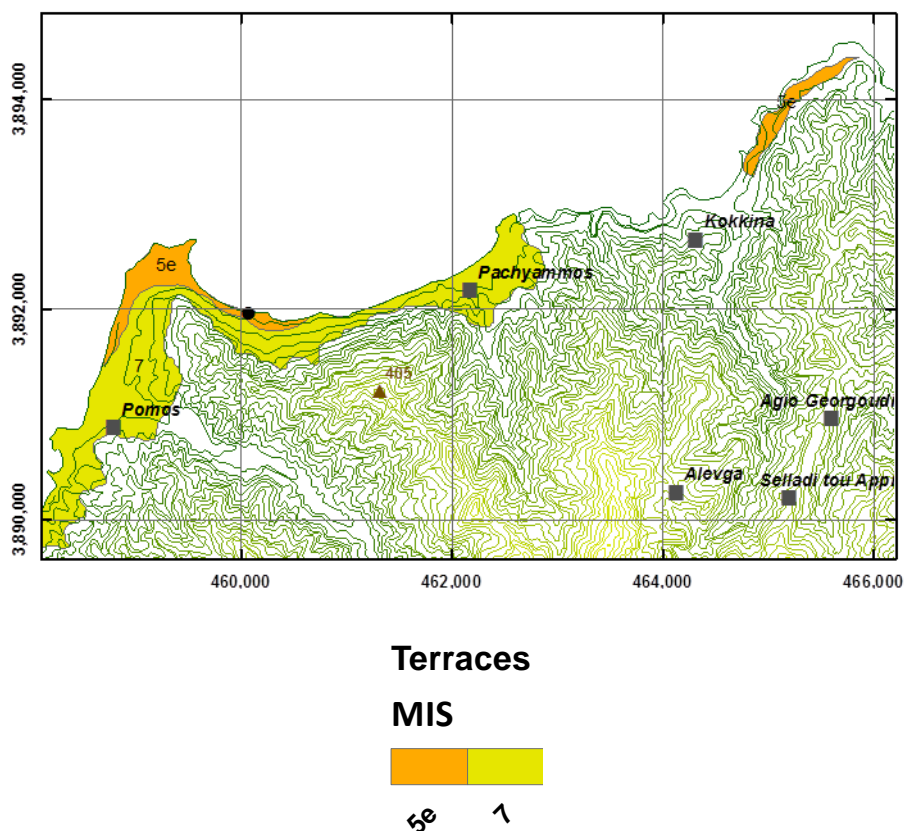 3,894,000
5e
Kokkina
5e
Pachyammos
3,892,000
7
465
Pomos
Agio Georgoudi
Alevga
Selladi tou Appi
3,890,000
460,000
462,000
464,000
466,000
Terraces
MIS
5e
7